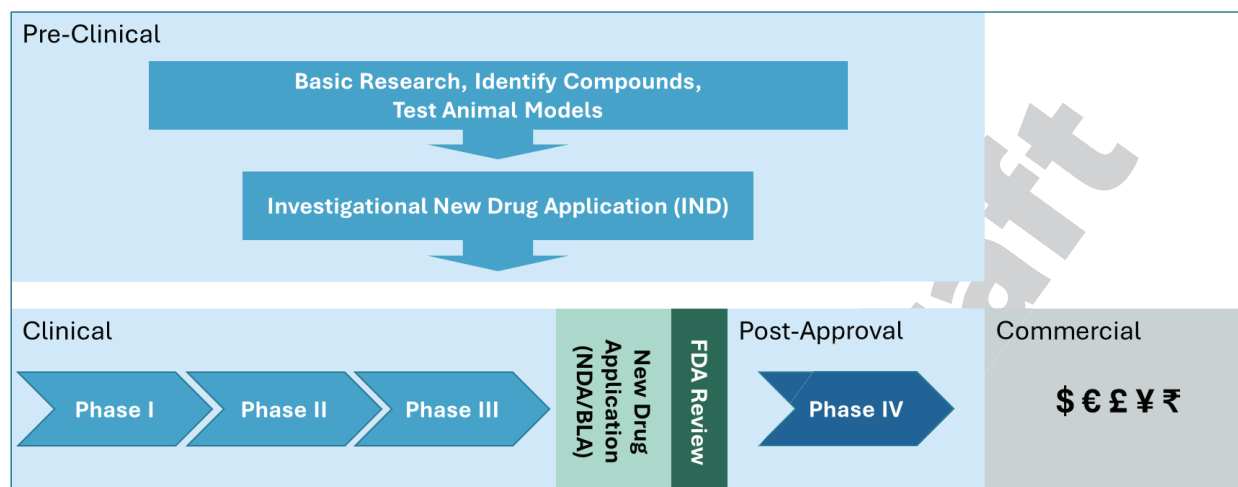 Pre-Clinical
Basic Research, Identify Compounds,
Test Animal Models
Investigational New Drug Application (IND)
Clinical
Phase I
Phase II
Phase III
New Drug
Application
(NDA/BLA)
FDA Review
Post-Approval
Phase IV
Commercial
$ € £ ¥ ₹